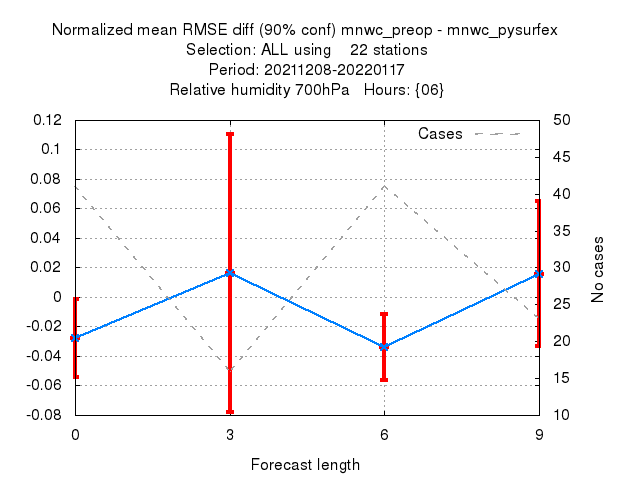 Normalized mean RMSE diff (90% conf) mnwc_preop - mnwc_pysurfex
Selection: ALL using    22 stations
Period: 20211208-20220117
Relative humidity 700hPa   Hours: {06}
Cases
0.12
0.1
0.08
0.06
0.04
0.02
0
-0.02
-0.04
-0.06
-0.08
50
45
40
35
30
25
20
15
10
No cases
0 3 6 9
Forecast length